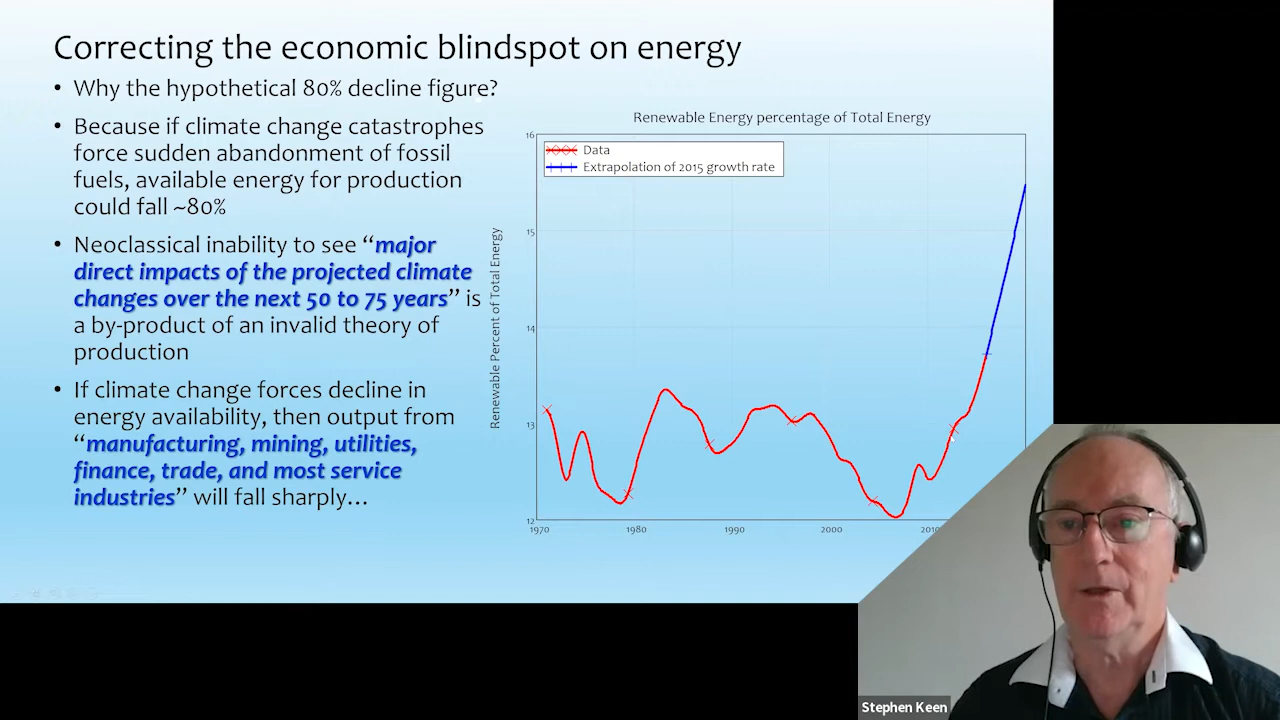 Correcting the economic blindspot on energy
• Why the hypothetical 80% decline figure?
• Because if climate change catastrophes
force sudden abandonment of fossil
fuels, available energy for production
could fall ~80%
• Neoclassical inability to see “major
direct impacts of the projected climate
changes over the next 50 to 75 years” is
a by-product of an invalid theory of
production
• If climate change forces decline in
energy availability, then output from
“manufacturing, mining, utilities,
finance, trade, and most service
industries” will fall sharply…
Renewable Energy percentage of Total Energy
Data
Extrapolation of 2015 growth rate
Renewable Percent of Total Energy
16
15
14
13
12
1970
1980
1990
2000
2010
Stephen Keen